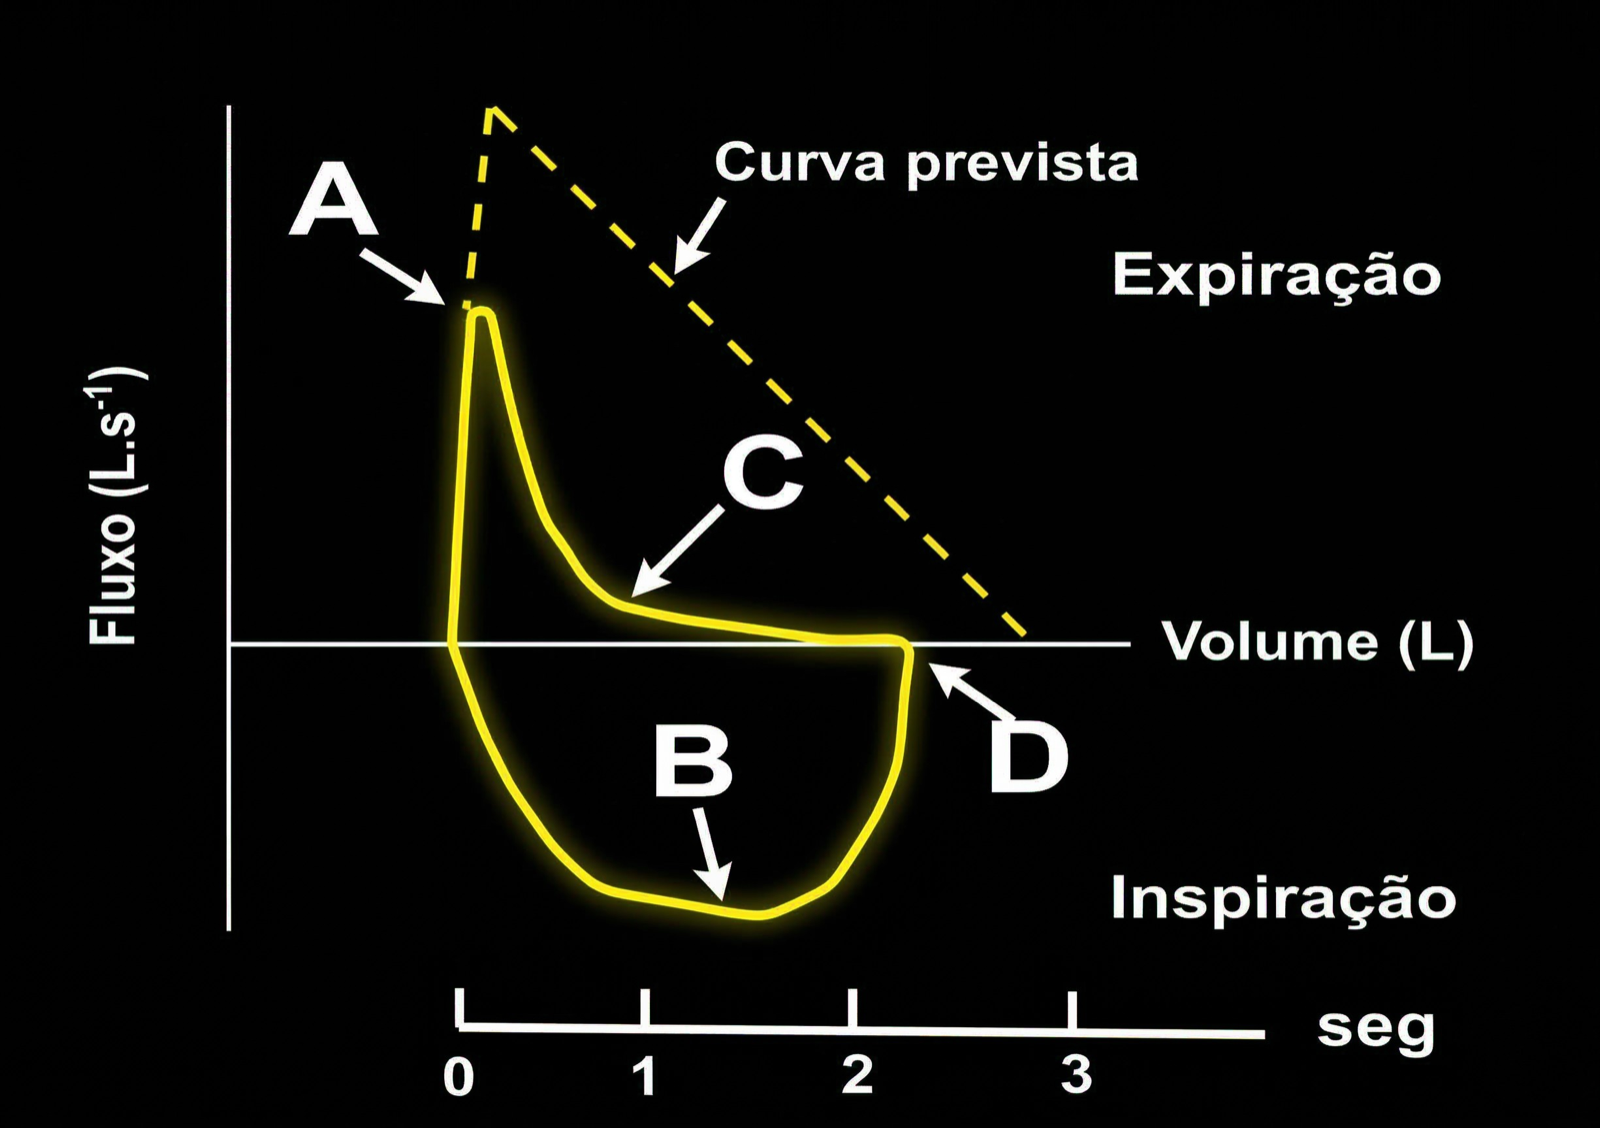 A
Curva prevista
Expiração
Fluxo (L.s-1)
C
Volume (L)
B
D
Inspiração
seg
0 1 2 3